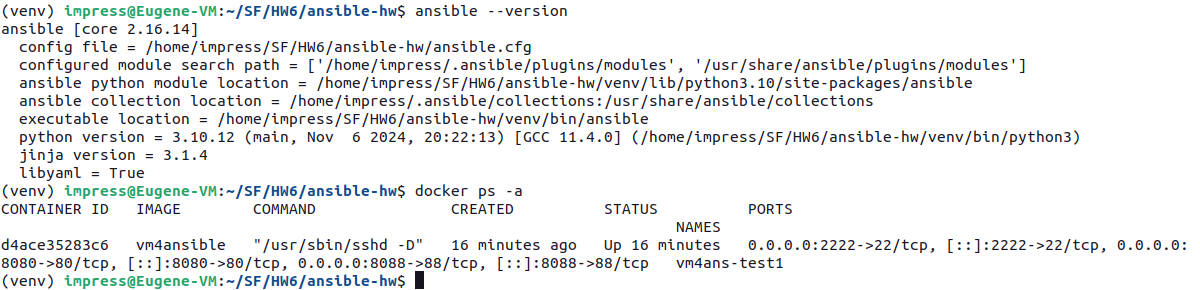 (venv) impress@Eugene-VM:~/SF/HW6/ansible-hw$ ansible --version
ansible [core 2.16.14]
  config file = /home/impress/SF/HW6/ansible-hw/ansible.cfg
  configured module search path = ['/home/impress/.ansible/plugins/modules', '/usr/share/ansible/plugins/modules']
  ansible python module location = /home/impress/SF/HW6/ansible-hw/venv/lib/python3.10/site-packages/ansible
  ansible collection location = /home/impress/.ansible/collections:/usr/share/ansible/collections
  executable location = /home/impress/SF/HW6/ansible-hw/venv/bin/ansible
  python version = 3.10.12 (main, Nov  6 2024, 20:22:13) [GCC 11.4.0] (/home/impress/SF/HW6/ansible-hw/venv/bin/python3)
  jinja version = 3.1.4
  libyaml = True
(venv) impress@Eugene-VM:~/SF/HW6/ansible-hw$ docker ps -a
CONTAINER ID   IMAGE        COMMAND               CREATED          STATUS          PORTS
                                                                                  NAMES
d4ace35283c6   vm4ansible   "/usr/sbin/sshd -D"   16 minutes ago   Up 16 minutes   0.0.0.0:2222->22/tcp, [::]:2222->22/tcp, 0.0.0.0:
8080->80/tcp, [::]:8080->80/tcp, 0.0.0.0:8088->88/tcp, [::]:8088->88/tcp   vm4ans-test1
(venv) impress@Eugene-VM:~/SF/HW6/ansible-hw$